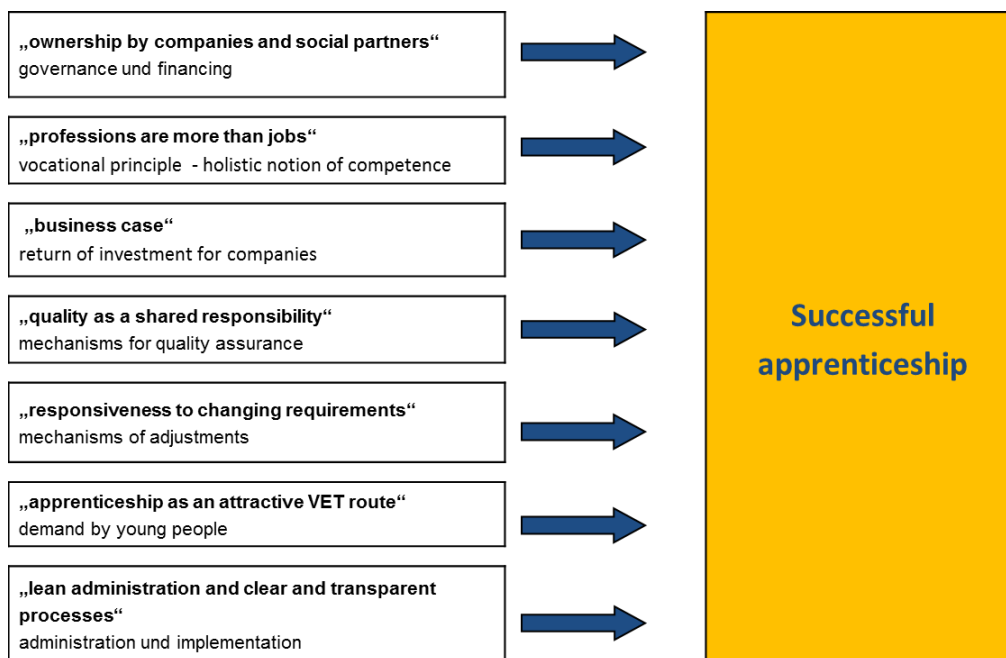 „ownership by companies and social partners“
governance und financing
„professions are more than jobs“
vocational principle - holistic notion of competence
„business case“
return of investment for companies
„quality as a shared responsibility“
mechanisms for quality assurance
„responsiveness to changing requirements“
mechanisms of adjustments
„apprenticeship as an attractive VET route“
demand by young people
„lean administration and clear and transparent
processes“
administration und implementation
Successful
apprenticeship